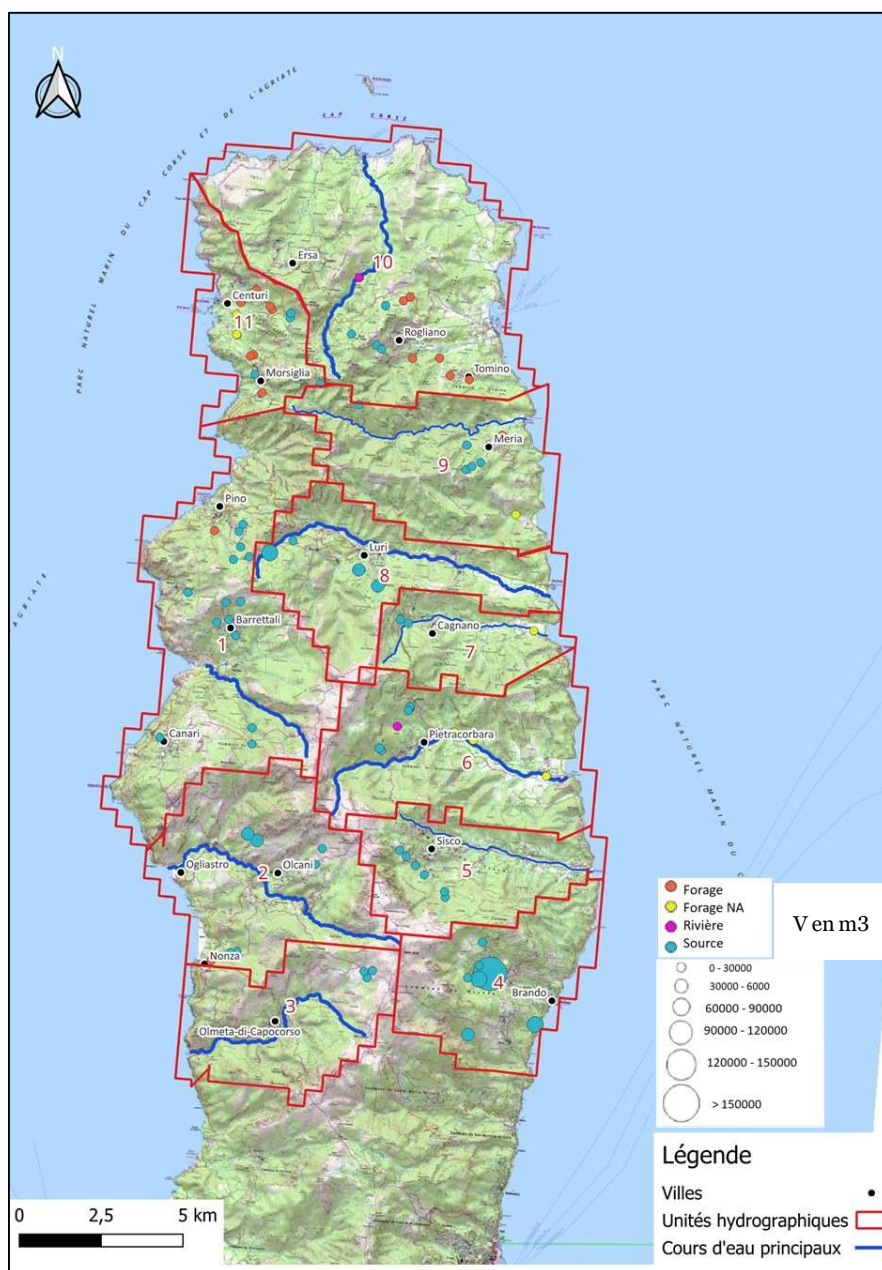 N
CAP CORSE
PARC NATUREL MARIN DU CAP CORSE ET DE L'AGRIATE
Ersa
10
Centuri
11
Rogliano
Morsiglia
Tomino
Meria
9
Pino
Luri
8
Barrettali
1
Cagnano
7
AGRIATE
PARC NATUREL MARIN DU C
Canari
Pietracorbara
6
Sisco
5
Ogliastro
2
Olcani
Nonza
4
Brando
3
Olmeta-di-Capocorso
Forage
Forage NA
Rivière
Source
V en m3
0 - 30000
30000 - 6000
60000 - 90000
90000 - 120000
120000 - 150000
> 150000
Légende
Villes
Unités hydrographiques
Cours d'eau principaux
0 2,5 5 km